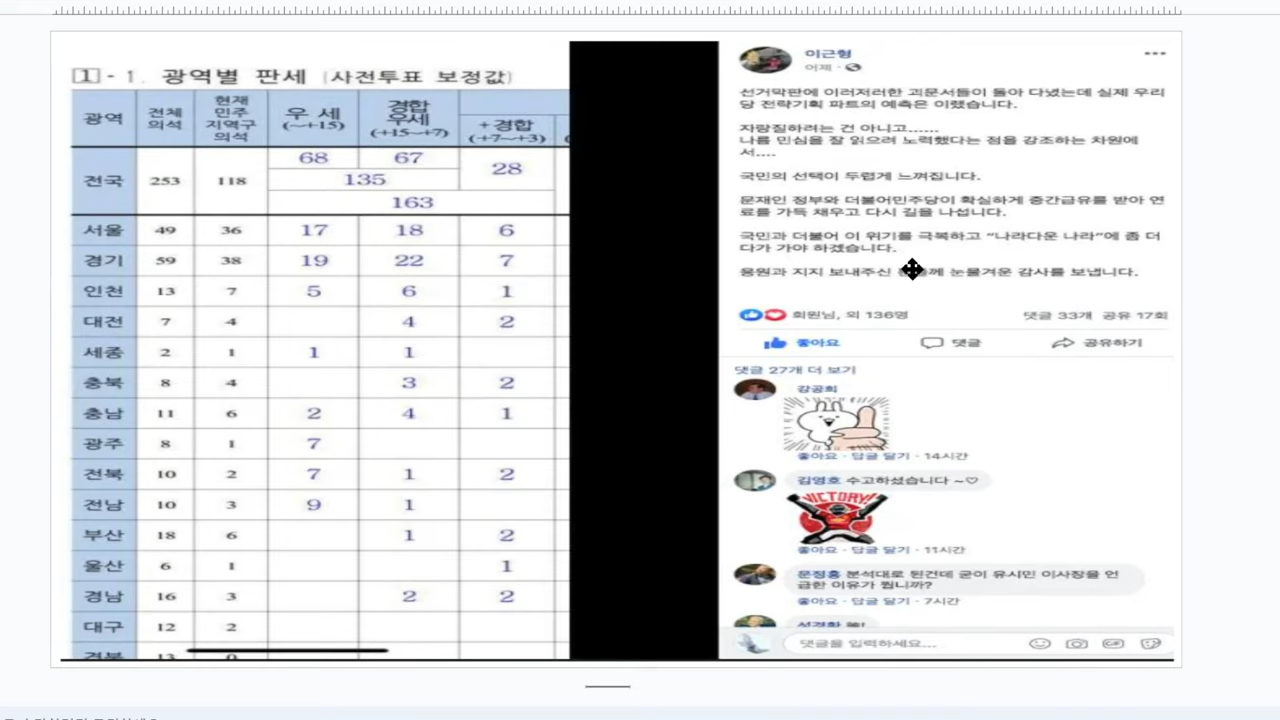 1 - 1. 광역별 판세 (사전투표 보정값)
광역 전체 의석 현재 민주 지역구 의석 우 세 (~+15) 경합 우세 (+15~+7) +경합 (+7~+3)
전국 253 118 68 67 28
135
163
서울 49 36 17 18 6
경기 59 38 19 22 7
인천 13 7 5 6 1
대전 7 4 4 2
세종 2 1 1 1
충북 8 4 3 2
충남 11 6 2 4 1
광주 8 1 7
전북 10 2 7 1 2
전남 10 3 9 1
부산 18 6 1 2
울산 6 1 1
경남 16 3 2 2
대구 12 2
경북 13 0
이근형
어제 ·
선거막판에 이러저러한 괴문서들이 돌아 다녔는데 실제 우리
당 전략기획 파트의 예측은 이랬습니다.
자랑질하려는 건 아니고......
나름 민심을 잘 읽으려 노력했다는 점을 강조하는 차원에
서....
국민의 선택이 두렵게 느껴집니다.
문재인 정부와 더불어민주당이 확실하게 중간급유를 받아 연
료를 가득 채우고 다시 길을 나섭니다.
국민과 더불어 이 위기를 극복하고 “나라다운 나라”에 좀 더
다가 가야 하겠습니다.
응원과 지지 보내주신 께 눈물겨운 감사를 보냅니다.
회원님, 외 136명 댓글 33개 공유 17회
좋아요 댓글 공유하기
댓글 27개 더 보기
강공희
좋아요 · 답글 달기 · 14시간
김영호 수고하셨습니다 ~♡
VICTORY!
좋아요 · 답글 달기 · 11시간
문정흥 분석대로 된건데 굳이 유시민 이사장을 언
급한 이유가 뭡니까?
좋아요 · 답글 달기 · 7시간
댓글을 입력하세요...
GIF